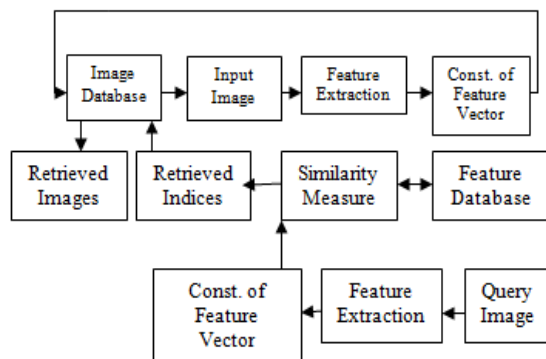 Image
Database
Input
Image
Feature
Extraction
Const. of
Feature
Vector
Retrieved
Images
Retrieved
Indices
Similarity
Measure
Feature
Database
Const. of
Feature
Vector
Feature
Extraction
Query
Image